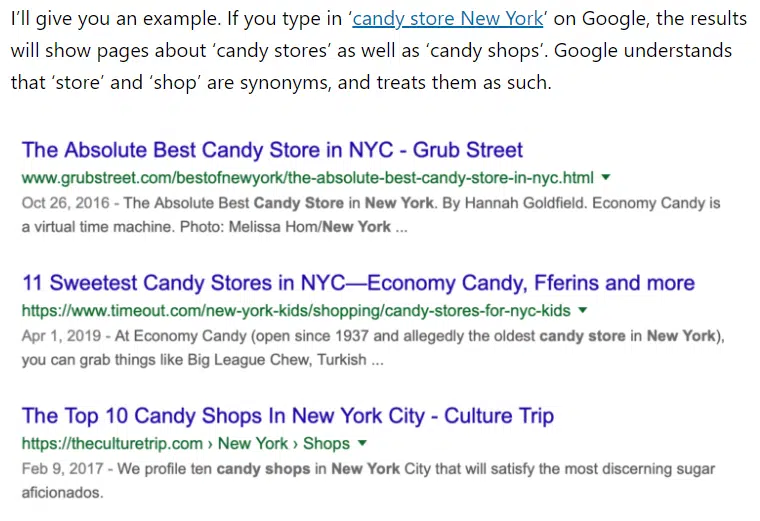 I’ll give you an example. If you type in ‘candy store New York’ on Google, the results
will show pages about ‘candy stores’ as well as ‘candy shops’. Google understands
that ‘store’ and ‘shop’ are synonyms, and treats them as such.
The Absolute Best Candy Store in NYC - Grub Street
www.grubstreet.com/bestofnewyork/the-absolute-best-candy-store-in-nyc.html
Oct 26, 2016 - The Absolute Best Candy Store in New York. By Hannah Goldfield. Economy Candy is
a virtual time machine. Photo: Melissa Hom/New York ...
11 Sweetest Candy Stores in NYC—Economy Candy, Fferins and more
https://www.timeout.com/new-york-kids/shopping/candy-stores-for-nyc-kids
Apr 1, 2019 - At Economy Candy (open since 1937 and allegedly the oldest candy store in New York),
you can grab things like Big League Chew, Turkish ...
The Top 10 Candy Shops In New York City - Culture Trip
https://theculturetrip.com › New York › Shops
Feb 9, 2017 - We profile ten candy shops in New York City that will satisfy the most discerning sugar
aficionados.